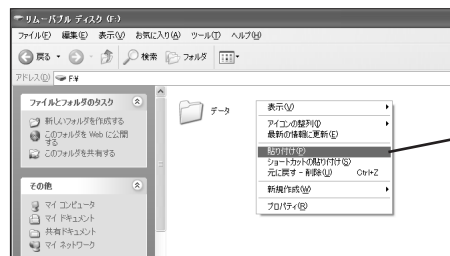 リムーバブル ディスク (F:)
ファイル(F) 編集(E) 表示(V) お気に入り(A) ツール(T) ヘルプ(H)
戻る 検索 フォルダ
アドレス(D) F:¥
ファイルとフォルダのタスク
新しいフォルダを作成する
このフォルダを Web に公開
する
このフォルダを共有する
その他
マイ コンピュータ
マイ ドキュメント
共有ドキュメント
マイ ネットワーク
データ
表示(V)
アイコンの整列(I)
最新の情報に更新(E)
貼り付け(P)
ショートカットの貼り付け(S)
元に戻す - 削除(U) Ctrl+Z
新規作成(W)
プロパティ(R)